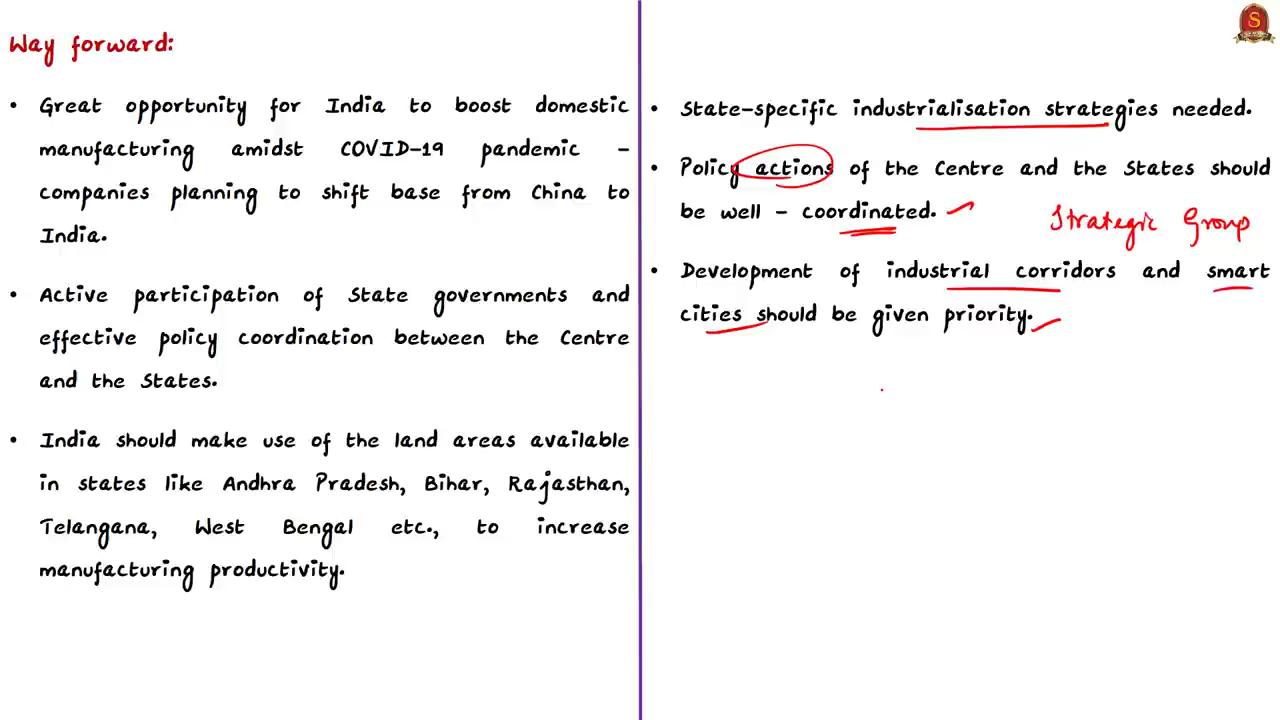 Way forward:
• Great opportunity for India to boost domestic
manufacturing amidst COVID-19 pandemic -
companies planning to shift base from China to
India.
• Active participation of State governments and
effective policy coordination between the Centre
and the States.
• India should make use of the land areas available
in states like Andhra Pradesh, Bihar, Rajasthan,
Telangana, West Bengal etc., to increase
manufacturing productivity.
• State-specific industrialisation strategies needed.
• Policy actions of the Centre and the States should
be well - coordinated.
Strategic Group
• Development of industrial corridors and smart
cities should be given priority.
S